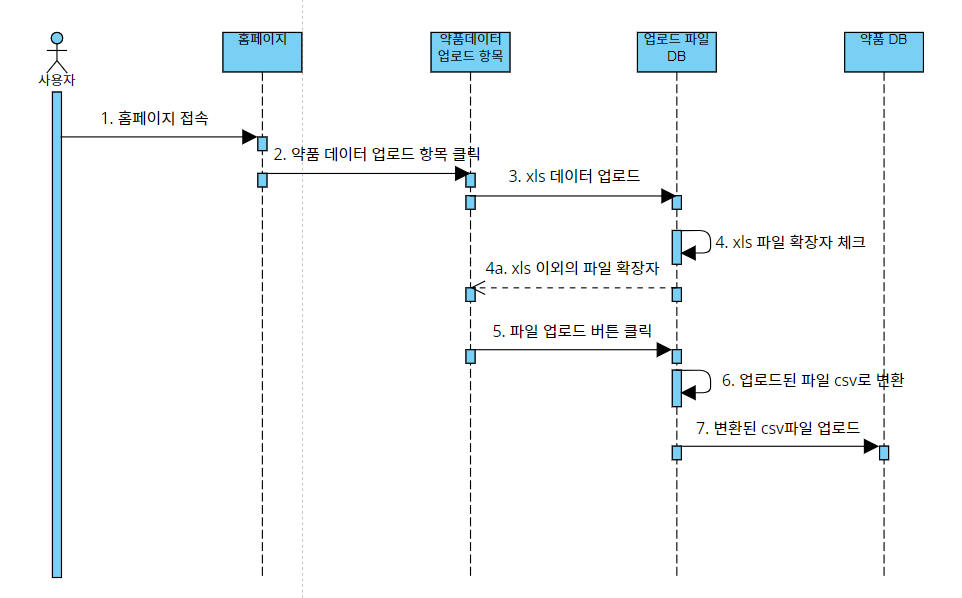 홈페이지
약품데이터
업로드 항목
업로드 파일
DB
약품 DB
사용자
1. 홈페이지 접속
2. 약품 데이터 업로드 항목 클릭
3. xls 데이터 업로드
4. xls 파일 확장자 체크
4a. xls 이외의 파일 확장자
5. 파일 업로드 버튼 클릭
6. 업로드된 파일 csv로 변환
7. 변환된 csv파일 업로드